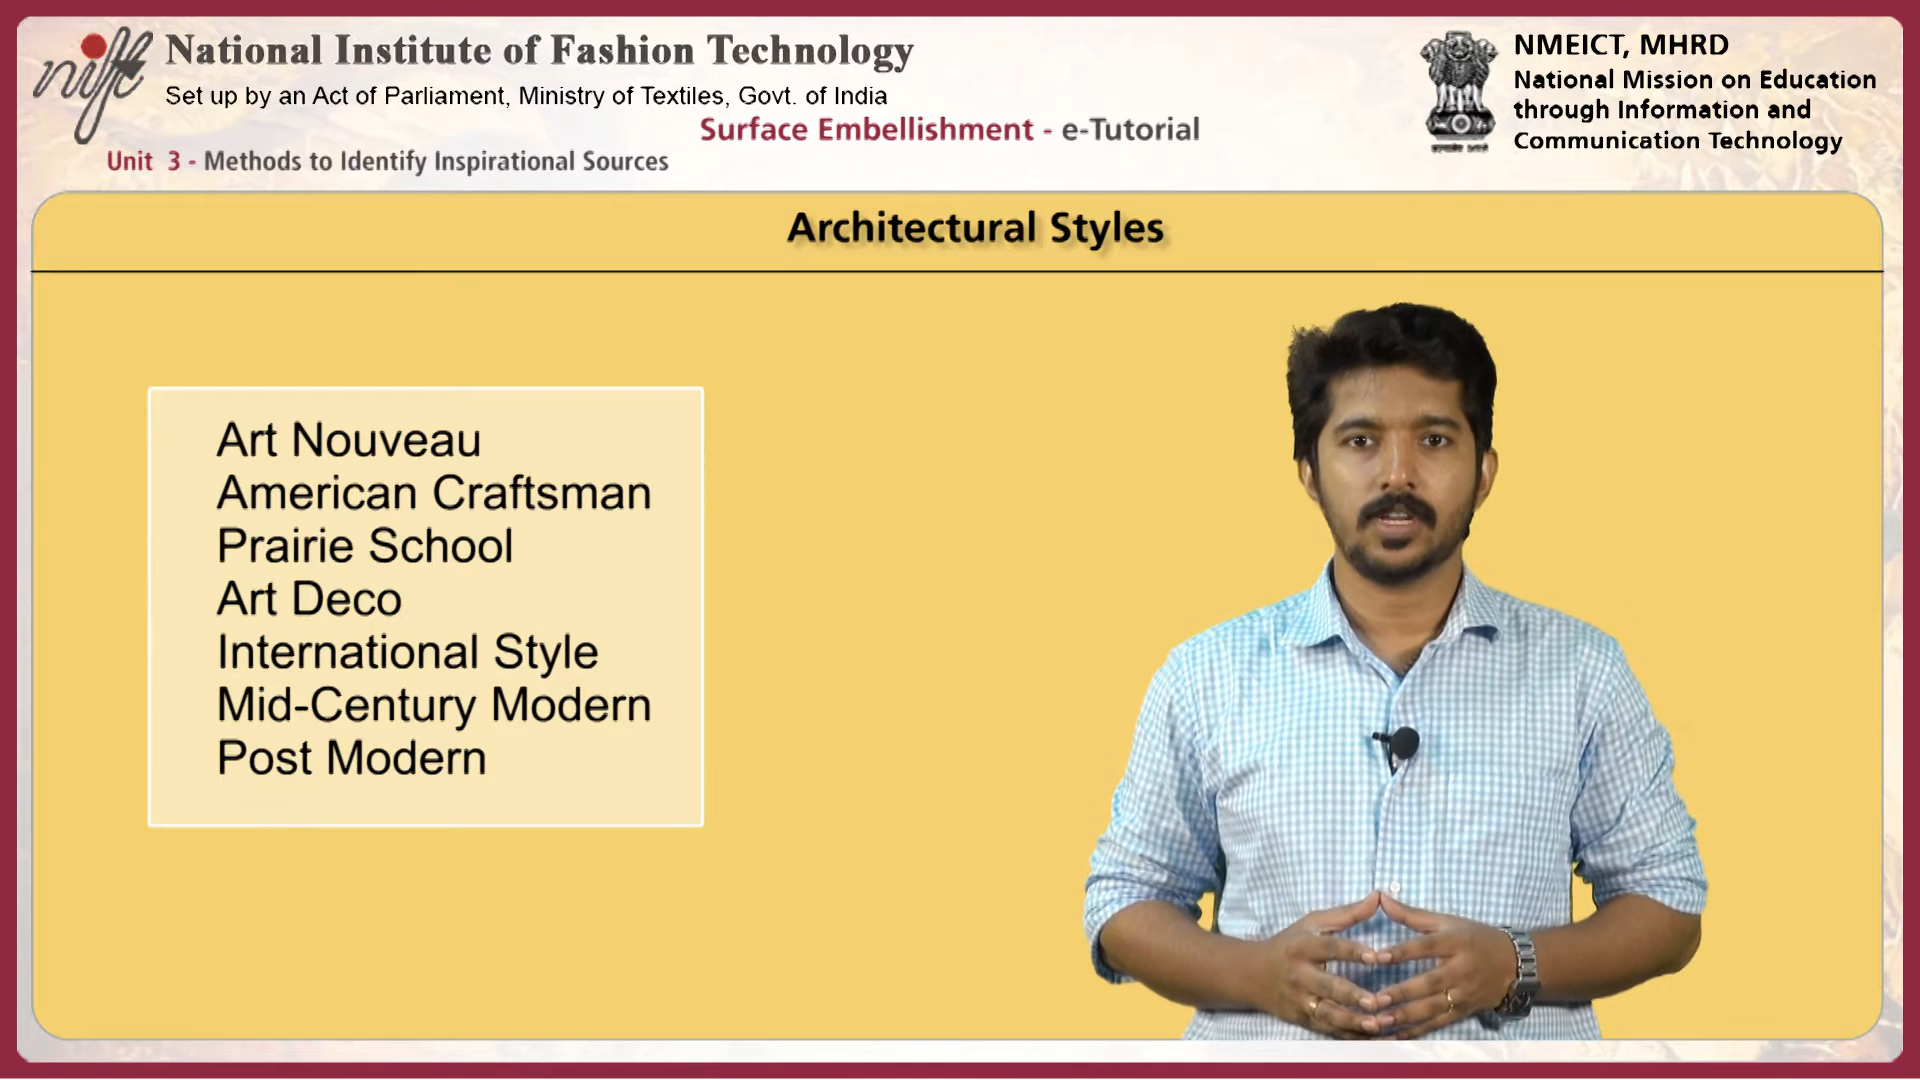 nift
National Institute of Fashion Technology
Set up by an Act of Parliament, Ministry of Textiles, Govt. of India
NMEICT, MHRD
National Mission on Education
through Information and
Communication Technology
Surface Embellishment - e-Tutorial
Unit 3 - Methods to Identify Inspirational Sources
Architectural Styles
Art Nouveau
American Craftsman
Prairie School
Art Deco
International Style
Mid-Century Modern
Post Modern